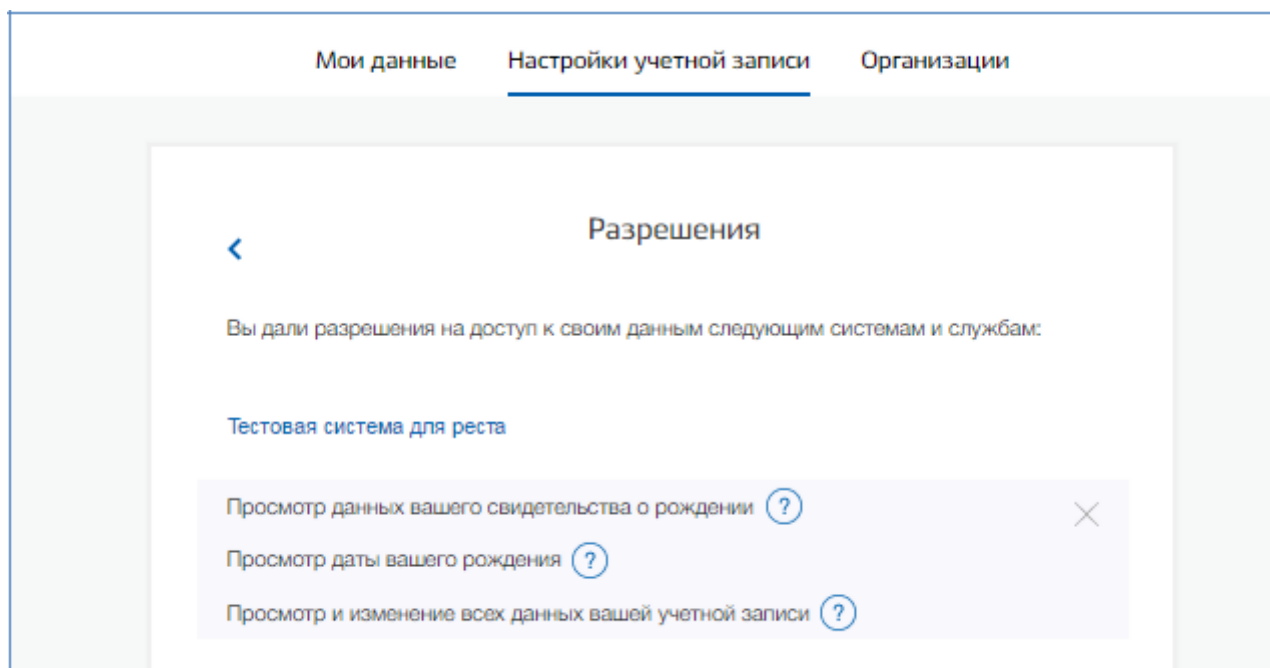 Мои данные Настройки учетной записи Организации
Разрешения
Вы дали разрешения на доступ к своим данным следующим системам и службам:
Тестовая система для реста
Просмотр данных вашего свидетельства о рождении ?
Просмотр даты вашего рождения ?
Просмотр и изменение всех данных вашей учетной записи ?